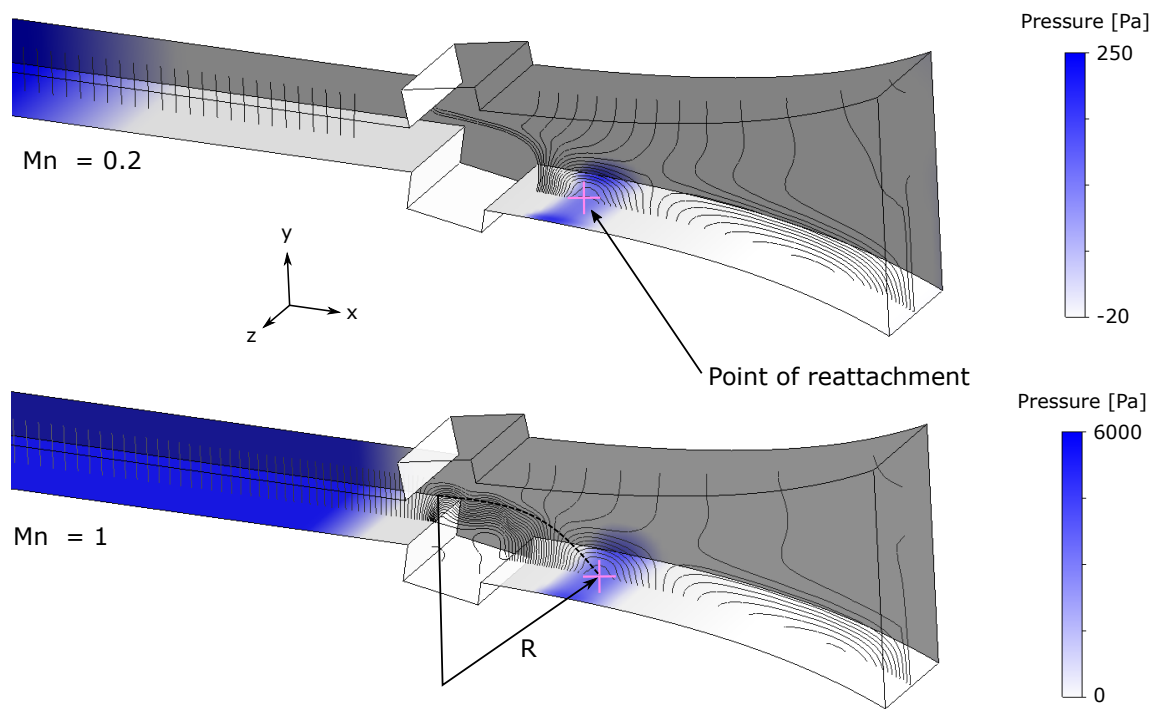 Pressure [Pa]
250
Mn = 0.2
y
x
z
-20
Point of reattachment
Pressure [Pa]
6000
Mn = 1
R
0